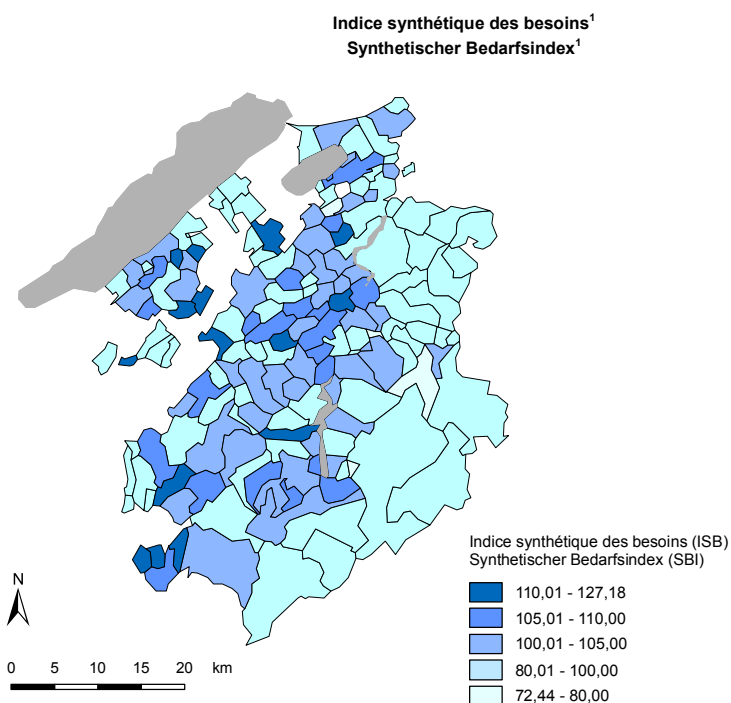 Indice synthétique des besoins¹
Synthetischer Bedarfsindex¹
Indice synthétique des besoins (ISB)
Synthetischer Bedarfsindex (SBI)
110,01 - 127,18
105,01 - 110,00
100,01 - 105,00
80,01 - 100,00
72,44 - 80,00
N
0 5 10 15 20 km